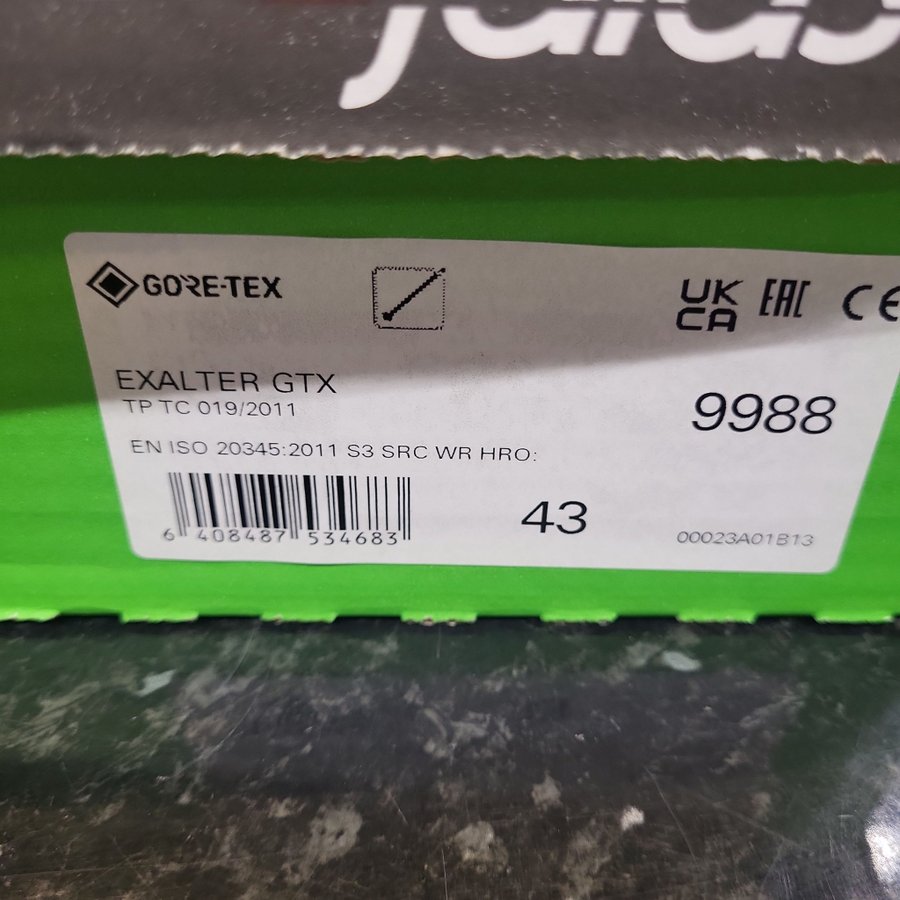 jalas
GORE-TEX
UK
CA
EAC
CE
EXALTER GTX
TP TC 019/2011
9988
EN ISO 20345:2011 S3 SRC WR HRO:
6 408487 534683
43
00023A01B13